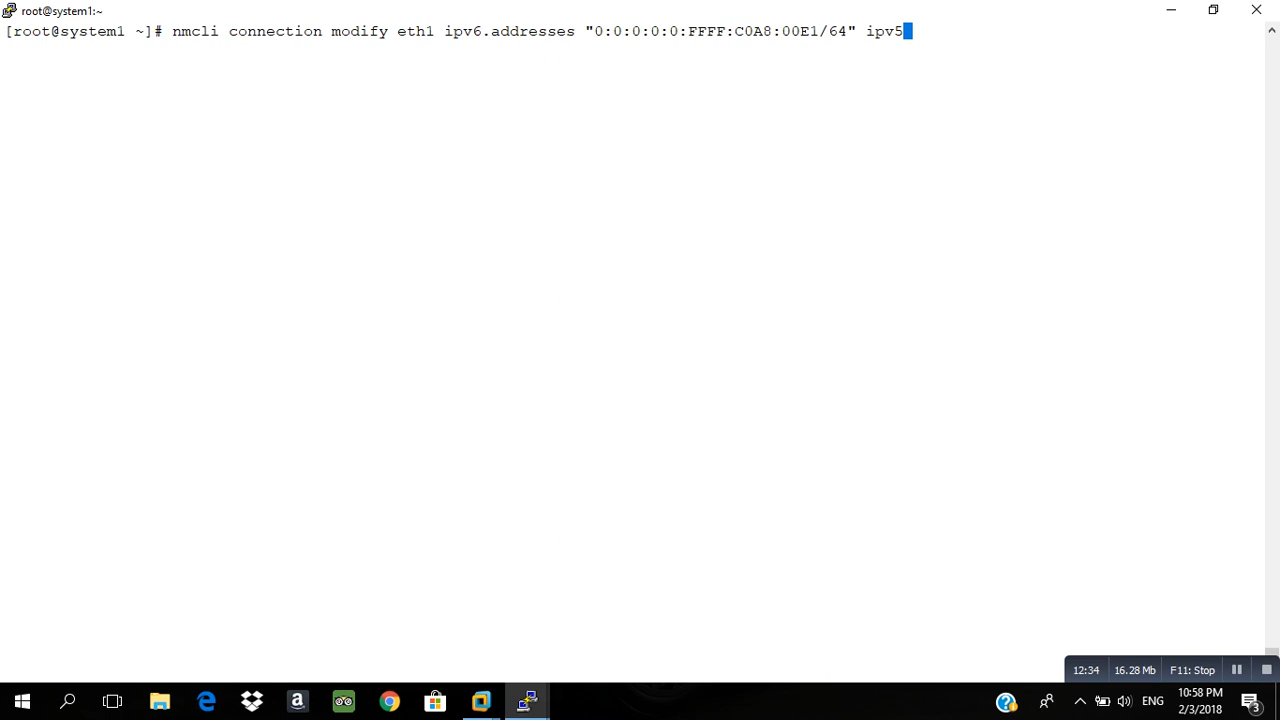 root@system1:~
[root@system1 ~]# nmcli connection modify eth1 ipv6.addresses "0:0:0:0:0:FFFF:C0A8:00E1/64" ipv5
12:34 16.28 Mb F11: Stop
ENG
10:58 PM
2/3/2018
3